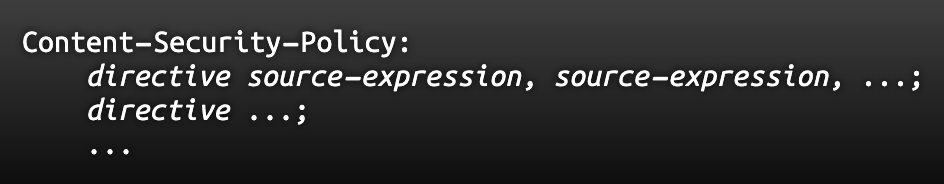 Content-Security-Policy:
directive source-expression, source-expression, ...;
directive ...;
...